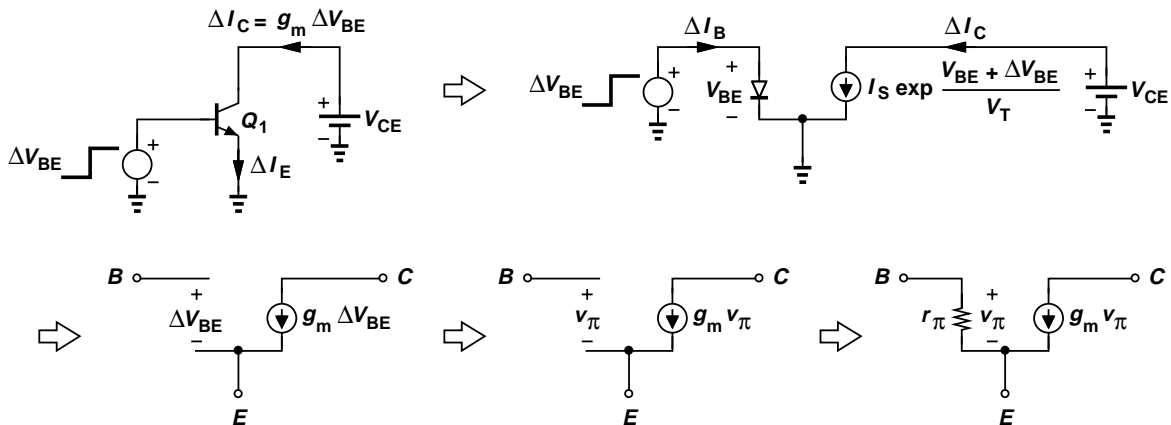 ΔI_C = g_m ΔV_BE
Q_1
V_CE
+
−
ΔV_BE
+
−
ΔI_E
ΔI_B
ΔI_C
ΔV_BE
+
−
+
V_BE
−
I_S exp (V_BE + ΔV_BE)/V_T
+
−
V_CE
B
C
+
ΔV_BE
−
g_m ΔV_BE
E
B
C
+
v_π
−
g_m v_π
E
B
C
r_π
+
v_π
−
g_m v_π
E